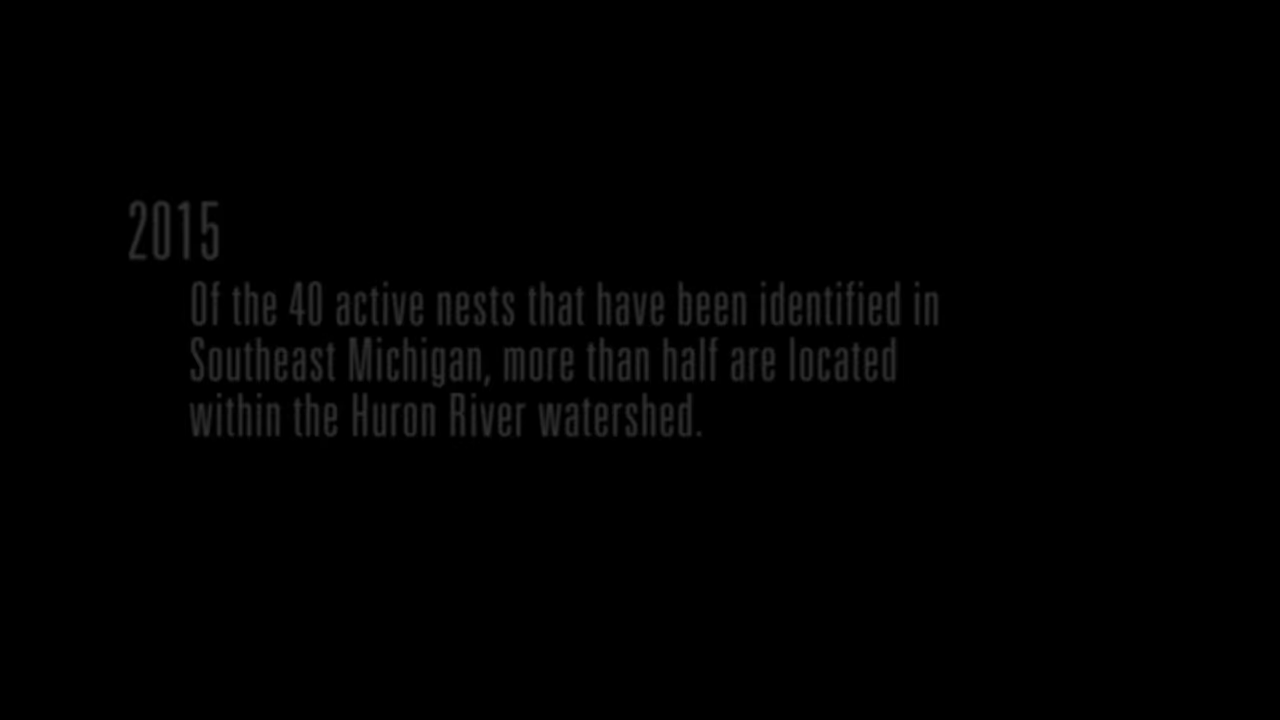 2015
Of the 40 active nests that have been identified in
Southeast Michigan, more than half are located
within the Huron River watershed.